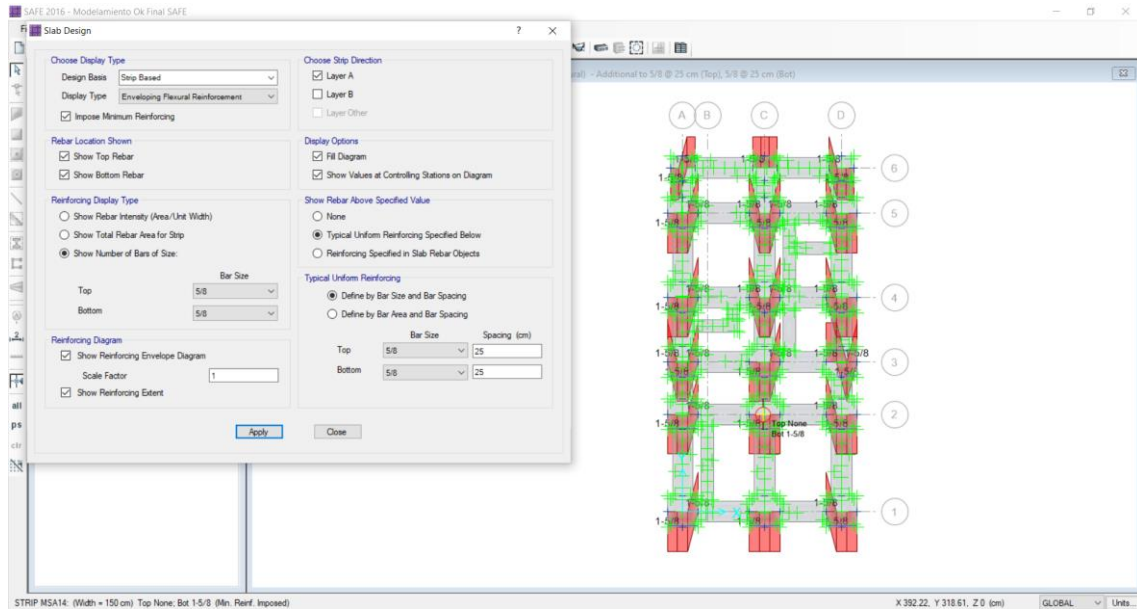 SAFE 2016 - Modelamiento Ok Final SAFE
Slab Design
? X
ral) - Additional to 5/8 @ 25 cm (Top), 5/8 @ 25 cm (Bot)
Choose Display Type
Design Basis Strip Based
Display Type Enveloping Flexural Reinforcement
Impose Minimum Reinforcing
Choose Strip Direction
Layer A
Layer B
Layer Other
Rebar Location Shown
Show Top Rebar
Show Bottom Rebar
Display Options
Fill Diagram
Show Values at Controlling Stations on Diagram
Reinforcing Display Type
Show Rebar Intensity (Area/Unit Width)
Show Total Rebar Area for Strip
Show Number of Bars of Size:
Bar Size
Top 5/8
Bottom 5/8
Show Rebar Above Specified Value
None
Typical Uniform Reinforcing Specified Below
Reinforcing Specified in Slab Rebar Objects
Typical Uniform Reinforcing
Define by Bar Size and Bar Spacing
Define by Bar Area and Bar Spacing
Bar Size Spacing (cm)
Top 5/8 25
Bottom 5/8 25
Reinforcing Diagram
Show Reinforcing Envelope Diagram
Scale Factor 1
Show Reinforcing Extent
Apply Close
all
ps
clr
A B C D
6
5
4
3
2
1
Top None
Bot 1-5/8
STRIP MSA14: (Width = 150 cm) Top None; Bot 1-5/8 (Min. Reinf. Imposed)
X 392.22, Y 318.61, Z 0 (cm) GLOBAL Units...